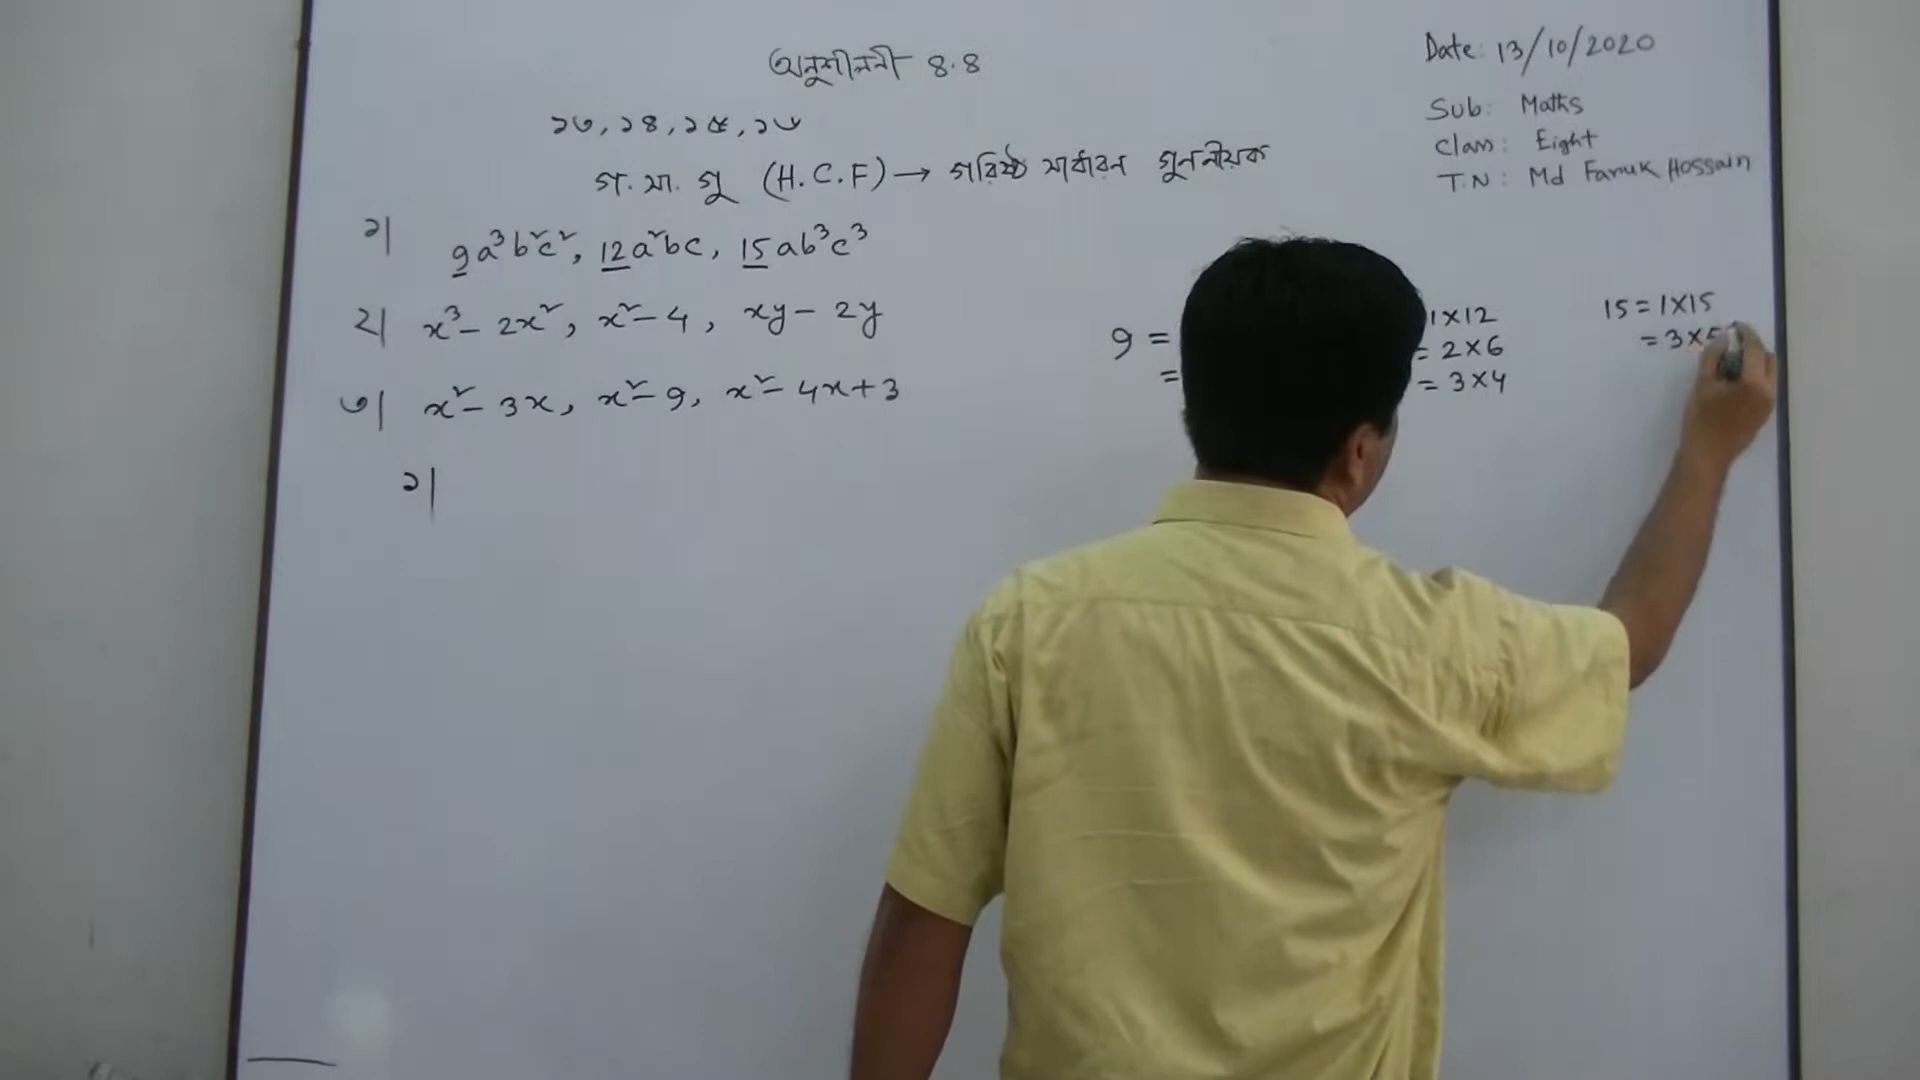 অনুশীলনী ৪.৪
Date: 13/10/2020
Sub: Maths
Class: Eight
T.N: Md Faruk Hossain
১৩, ১৪, ১৫, ১৬
গ. সা. গু (H.C.F) → গরিষ্ঠ সাধারন গুননীয়ক
১| 9a³b²c², 12a²bc, 15ab³c³
২| x³ - 2x², x² - 4, xy - 2y
৩| x² - 3x, x² - 9, x² - 4x + 3
১|
9 =
=
1×12
= 2×6
= 3×4
15 = 1×15
= 3×5